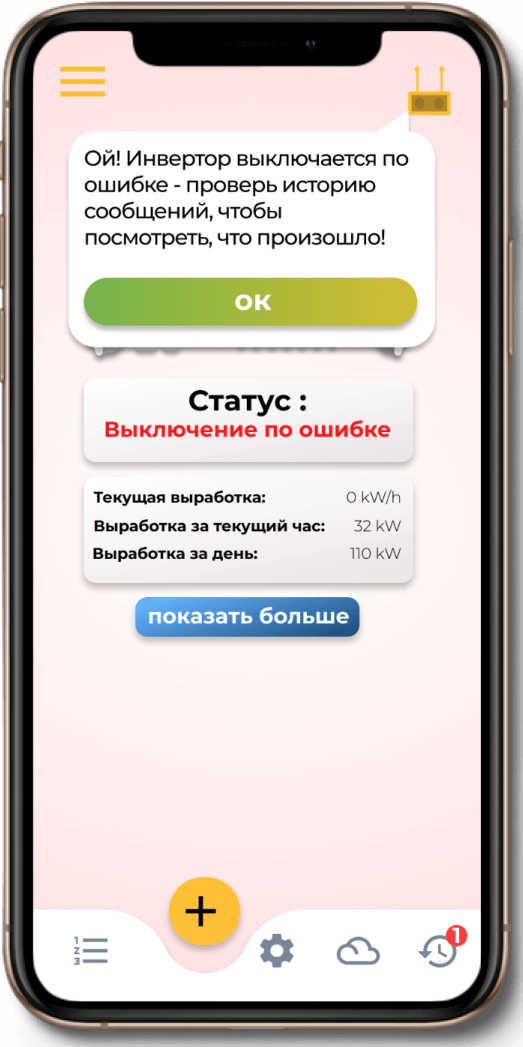 Ой! Инвертор выключается по
ошибке - проверь историю
сообщений, чтобы
посмотреть, что произошло!
ОК
Статус :
Выключение по ошибке
Текущая выработка: 0 kW/h
Выработка за текущий час: 32 kW
Выработка за день: 110 kW
показать больше
+
1
2
3
1